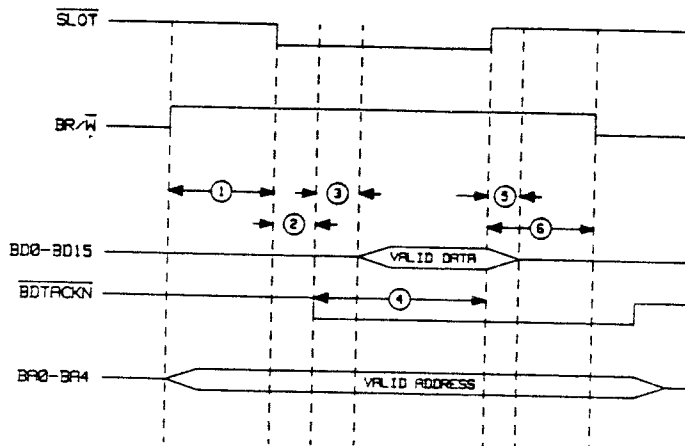 SLOT
BR/W
3
5
1
2
6
BD0-BD15
VALID DATA
BDTACKN
4
BA0-BA4
VALID ADDRESS